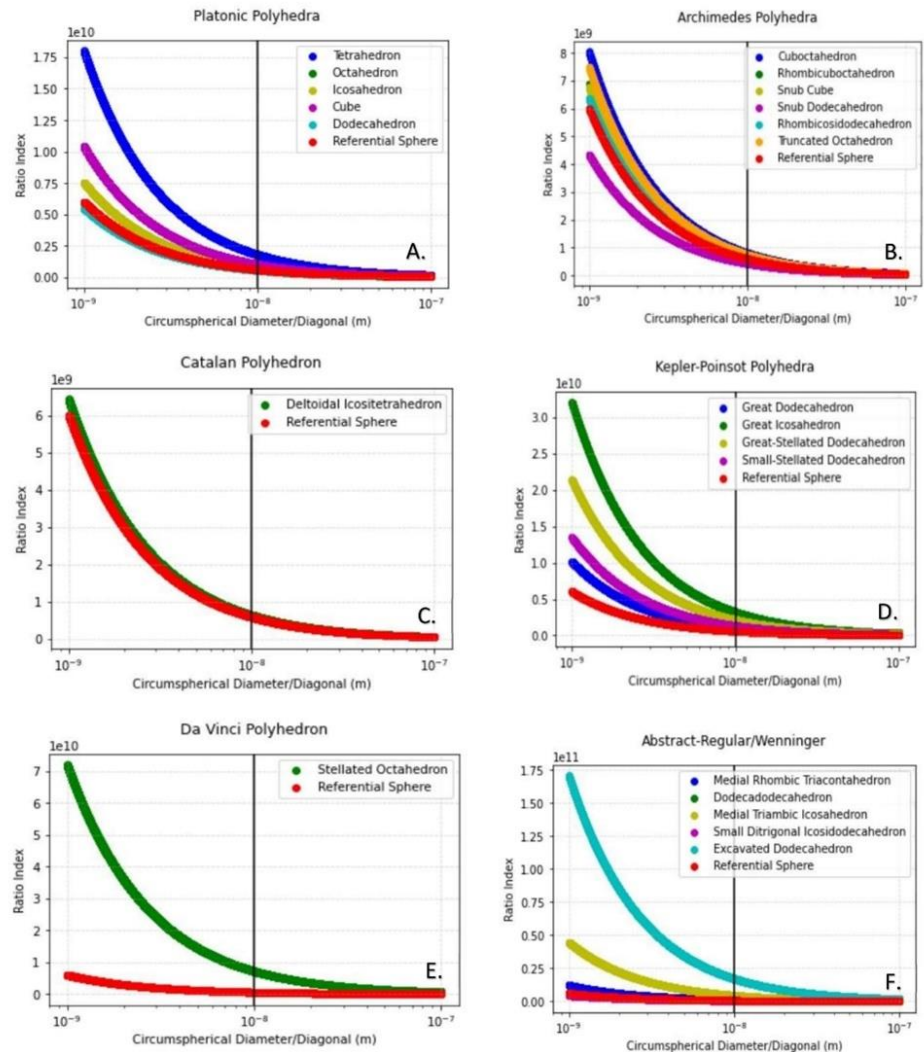 Platonic Polyhedra
1e10
1.75
1.50
1.25
1.00
0.75
0.50
0.25
0.00
Ratio Index
Tetrahedron
Octahedron
Icosahedron
Cube
Dodecahedron
Referential Sphere
A.
10⁻⁹ 10⁻⁸ 10⁻⁷
Circumspherical Diameter/Diagonal (m)
Archimedes Polyhedra
1e9
8
7
6
5
4
3
2
1
0
Ratio Index
Cuboctahedron
Rhombicuboctahedron
Snub Cube
Snub Dodecahedron
Rhombicosidodecahedron
Truncated Octahedron
Referential Sphere
B.
10⁻⁹ 10⁻⁸ 10⁻⁷
Circumspherical Diameter/Diagonal (m)
Catalan Polyhedron
1e9
6
5
4
3
2
1
0
Ratio Index
Deltoidal Icositetrahedron
Referential Sphere
C.
10⁻⁹ 10⁻⁸ 10⁻⁷
Circumspherical Diameter/Diagonal (m)
Kepler-Poinsot Polyhedra
1e10
3.0
2.5
2.0
1.5
1.0
0.5
0.0
Ratio Index
Great Dodecahedron
Great Icosahedron
Great-Stellated Dodecahedron
Small-Stellated Dodecahedron
Referential Sphere
D.
10⁻⁹ 10⁻⁸ 10⁻⁷
Circumspherical Diameter/Diagonal (m)
Da Vinci Polyhedron
1e10
7
6
5
4
3
2
1
0
Ratio Index
Stellated Octahedron
Referential Sphere
E.
10⁻⁹ 10⁻⁸ 10⁻⁷
Circumspherical Diameter/Diagonal (m)
Abstract-Regular/Wenninger
1e11
1.75
1.50
1.25
1.00
0.75
0.50
0.25
0.00
Ratio Index
Medial Rhombic Triacontahedron
Dodecadodecahedron
Medial Triambic Icosahedron
Small Ditrigonal Icosidodecahedron
Excavated Dodecahedron
Referential Sphere
F.
10⁻⁹ 10⁻⁸ 10⁻⁷
Circumspherical Diameter/Diagonal (m)